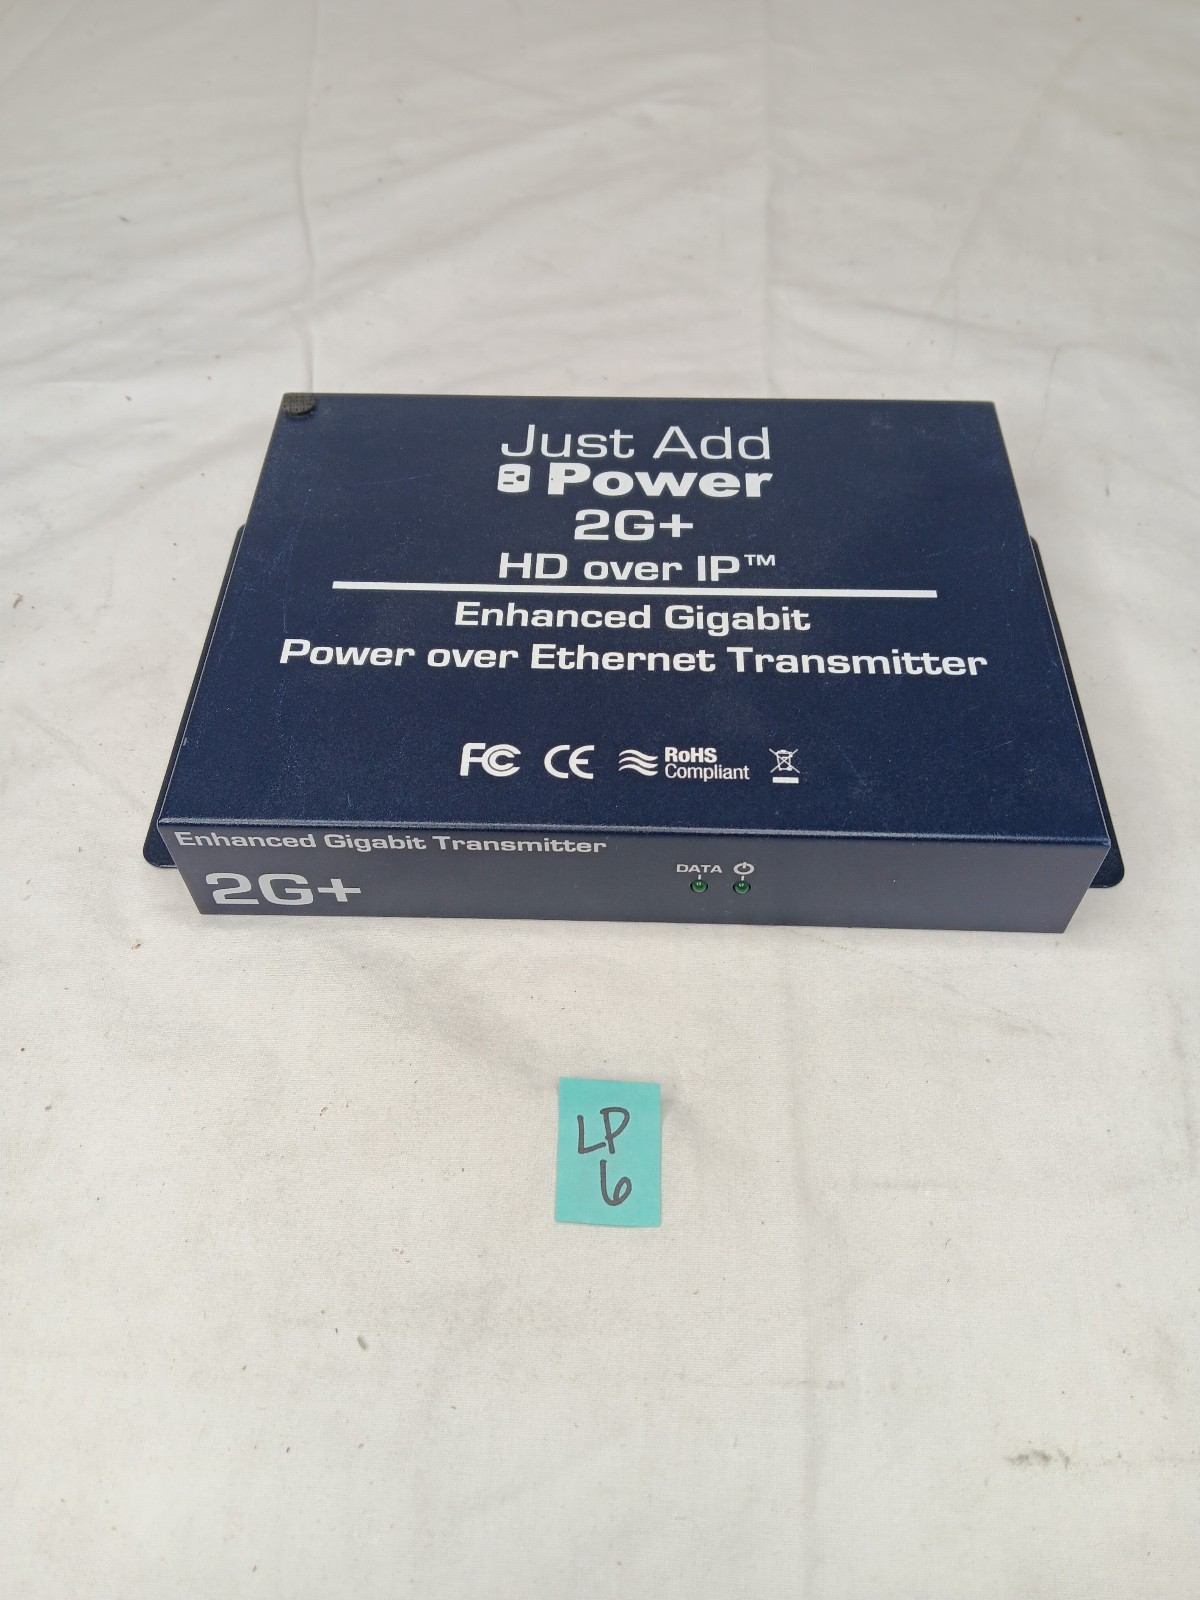 Just Add
Power
2G+
HD over IP™
Enhanced Gigabit
Power over Ethernet Transmitter
FC CE RoHS
Compliant
Enhanced Gigabit Transmitter
2G+
DATA
LP
6